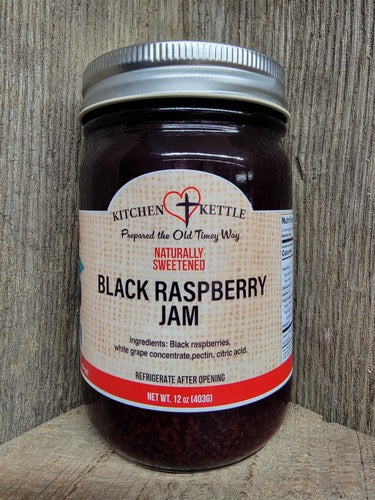 KITCHEN KETTLE
Prepared the Old Timey Way
NATURALLY
SWEETENED
BLACK RASPBERRY
JAM
Ingredients: Black raspberries,
white grape concentrate,pectin, citric acid.
REFRIGERATE AFTER OPENING
NET WT. 12 oz (403G)